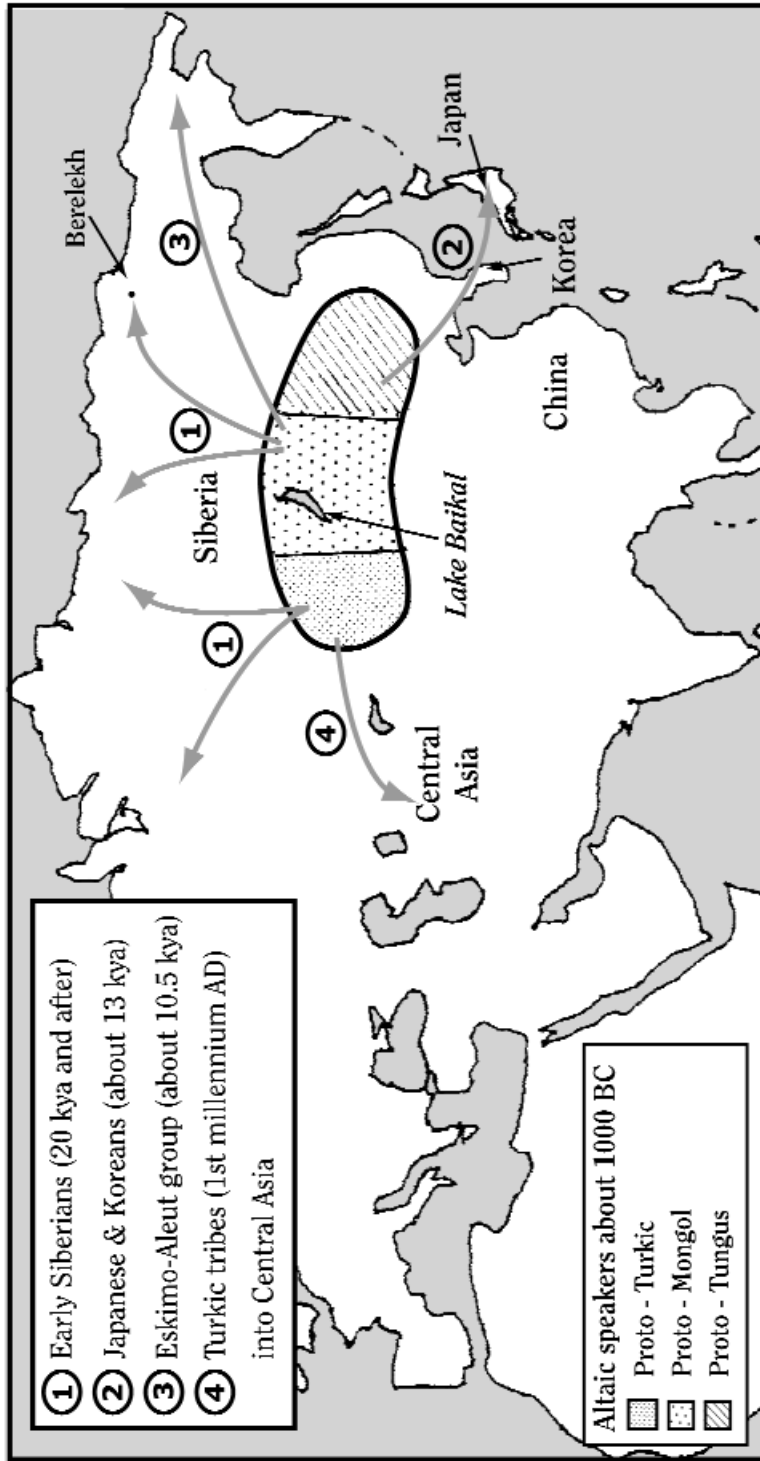 ① Early Siberians (20 kya and after)
② Japanese & Koreans (about 13 kya)
③ Eskimo-Aleut group (about 10.5 kya)
④ Turkic tribes (1st millennium AD)
into Central Asia
Altaic speakers about 1000 BC
Proto - Turkic
Proto - Mongol
Proto - Tungus
Berelekh
③
①
Siberia
①
④
Japan
②
Korea
Lake Baikal
Central
Asia
China